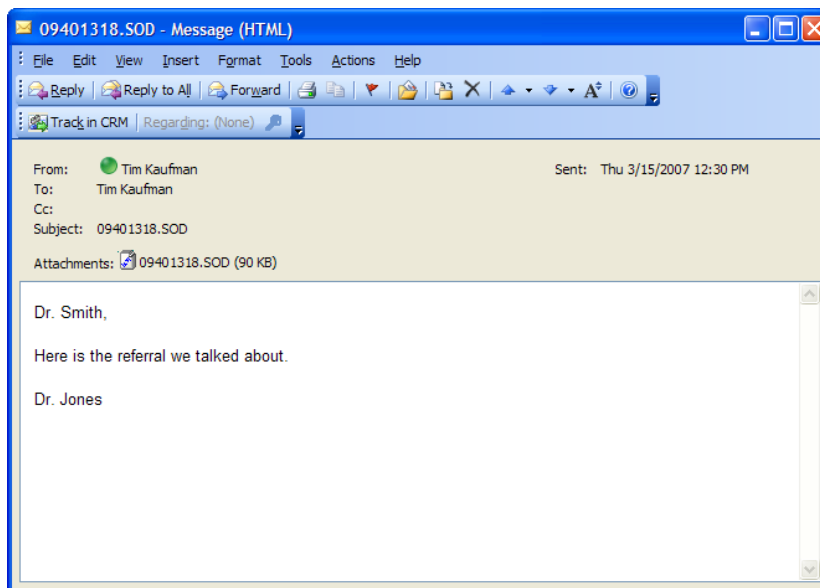 09401318.SOD - Message (HTML)
File Edit View Insert Format Tools Actions Help
Reply Reply to All Forward
Track in CRM Regarding: (None)
From: Tim Kaufman Sent: Thu 3/15/2007 12:30 PM
To: Tim Kaufman
Cc:
Subject: 09401318.SOD
Attachments: 09401318.SOD (90 KB)
Dr. Smith,
Here is the referral we talked about.
Dr. Jones